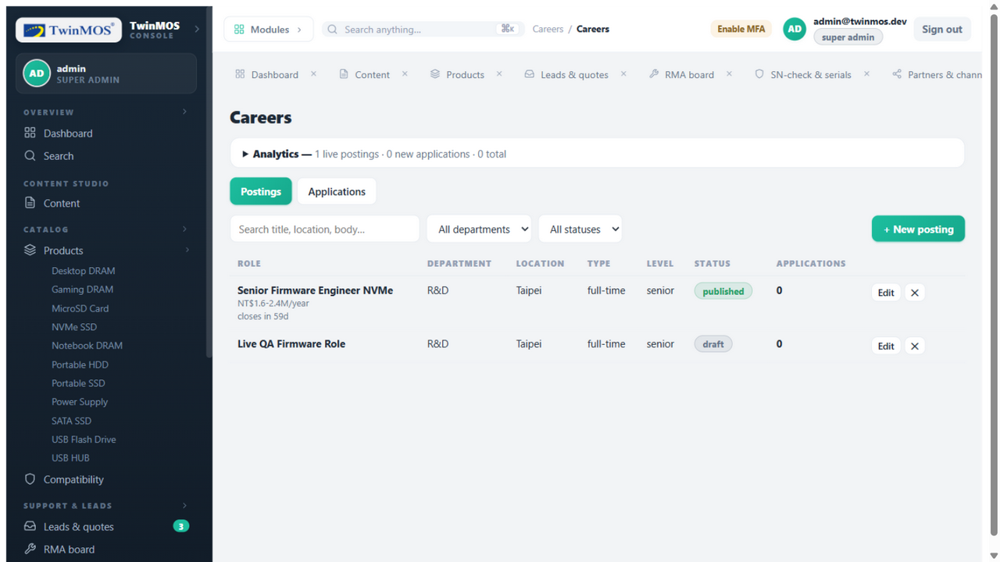 TwinMOS®
TwinMOS
CONSOLE
AD
admin
SUPER ADMIN
OVERVIEW
Dashboard
Search
CONTENT STUDIO
Content
CATALOG
Products
Desktop DRAM
Gaming DRAM
MicroSD Card
NVMe SSD
Notebook DRAM
Portable HDD
Portable SSD
Power Supply
SATA SSD
USB Flash Drive
USB HUB
Compatibility
SUPPORT & LEADS
Leads & quotes 3
RMA board
Modules
Search anything... ⌘K
Careers / Careers
Enable MFA
AD
admin@twinmos.dev
super admin
Sign out
Dashboard × Content × Products × Leads & quotes × RMA board × SN-check & serials × Partners & chann
Careers
Analytics — 1 live postings · 0 new applications · 0 total
Postings Applications
Search title, location, body... All departments All statuses + New posting
ROLE DEPARTMENT LOCATION TYPE LEVEL STATUS APPLICATIONS
Senior Firmware Engineer NVMe R&D Taipei full-time senior published 0 Edit ✕
NT$1.6-2.4M/year
closes in 59d
Live QA Firmware Role R&D Taipei full-time senior draft 0 Edit ✕